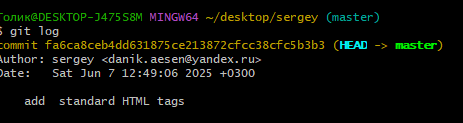 Толик@DESKTOP-J475S8M MINGW64 ~/desktop/sergey (master)
$ git log
commit fa6ca8ceb4dd631875ce213872cfcc38cfc5b3b3 (HEAD -> master)
Author: sergey <danik.aesen@yandex.ru>
Date:   Sat Jun 7 12:49:06 2025 +0300
    add  standard HTML tags